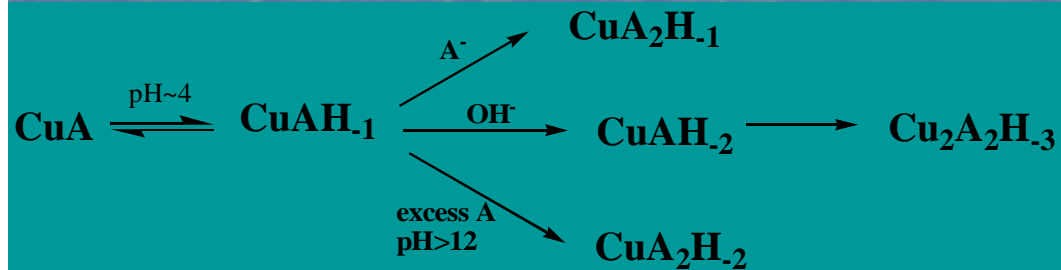 CuA₂H₋₁
A⁻
pH~4
CuA
CuAH₋₁
OH⁻
CuAH₋₂
Cu₂A₂H₋₃
excess A
pH>12
CuA₂H₋₂